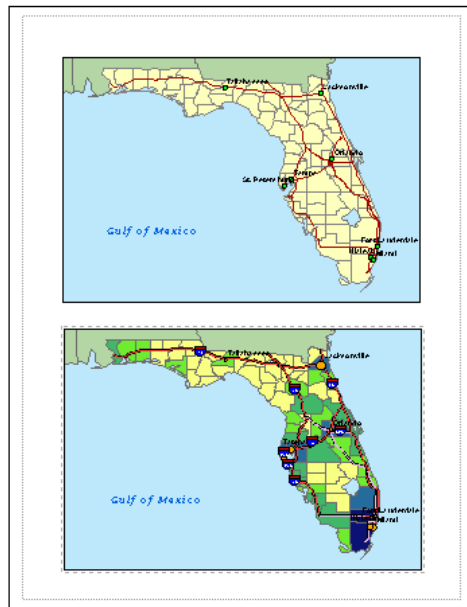 Tallahassee
Jacksonville
Orlando
Tampa
St. Petersburg
Gulf of Mexico
Fort Lauderdale
Hialeah
Miami
Tallahassee
Jacksonville
Orlando
Tampa
Gulf of Mexico
Fort Lauderdale
Miami